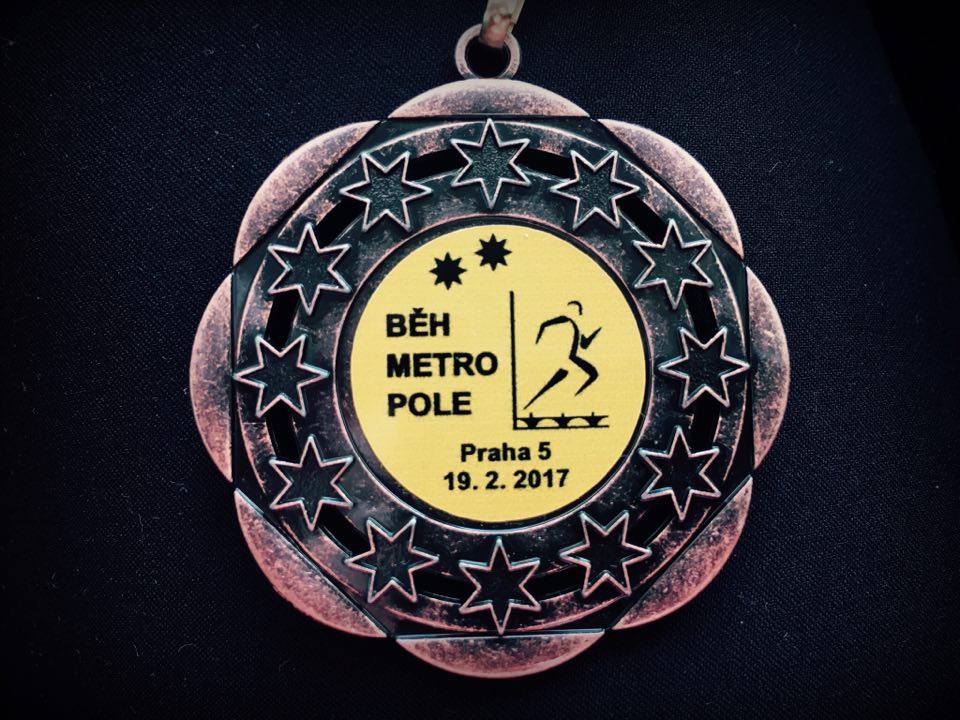 BĚH
METRO
POLE
Praha 5
19. 2. 2017